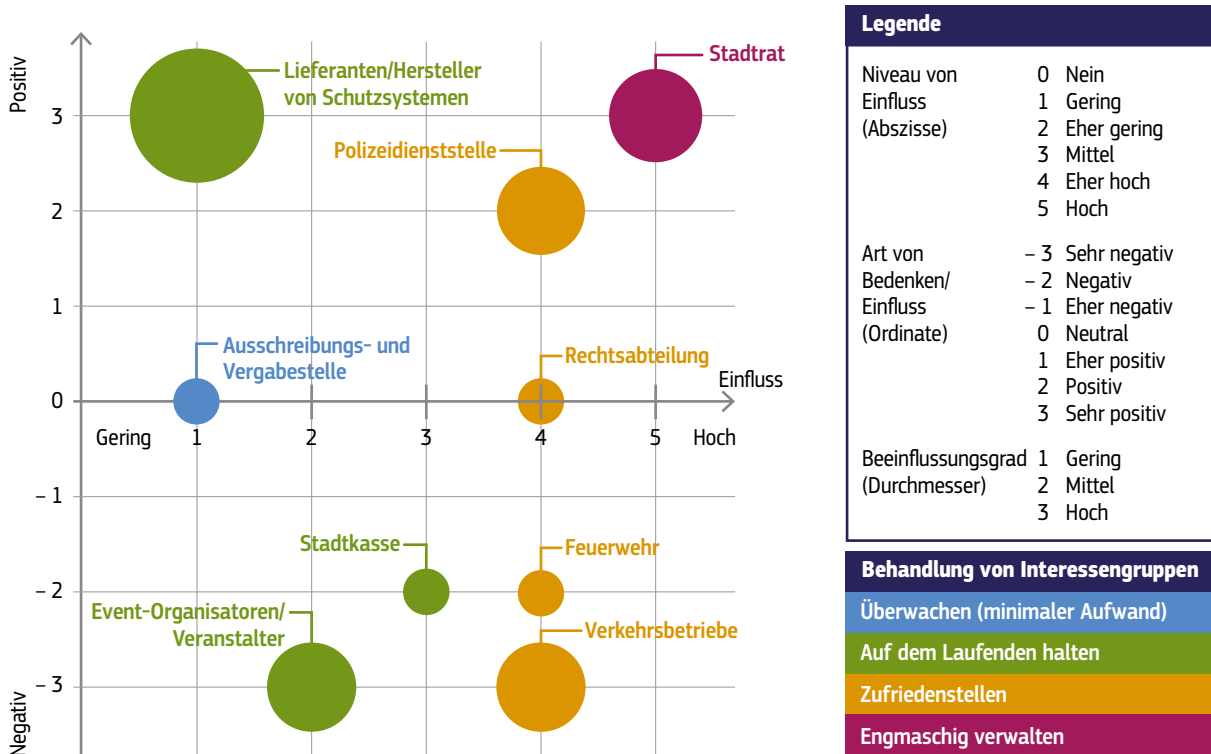 Positiv
3
2
1
0
– 1
– 2
– 3
Negativ
Lieferanten/Hersteller
von Schutzsystemen
Stadtrat
Polizeidienststelle
Ausschreibungs- und
Vergabestelle
Rechtsabteilung
Einfluss
Gering 1 2 3 4 5 Hoch
Stadtkasse
Feuerwehr
Event-Organisatoren/
Veranstalter
Verkehrsbetriebe
Legende
Niveau von 0 Nein
Einfluss 1 Gering
(Abszisse) 2 Eher gering
3 Mittel
4 Eher hoch
5 Hoch
Art von – 3 Sehr negativ
Bedenken/ – 2 Negativ
Einfluss – 1 Eher negativ
(Ordinate) 0 Neutral
1 Eher positiv
2 Positiv
3 Sehr positiv
Beeinflussungsgrad 1 Gering
(Durchmesser) 2 Mittel
3 Hoch
Behandlung von Interessengruppen
Überwachen (minimaler Aufwand)
Auf dem Laufenden halten
Zufriedenstellen
Engmaschig verwalten